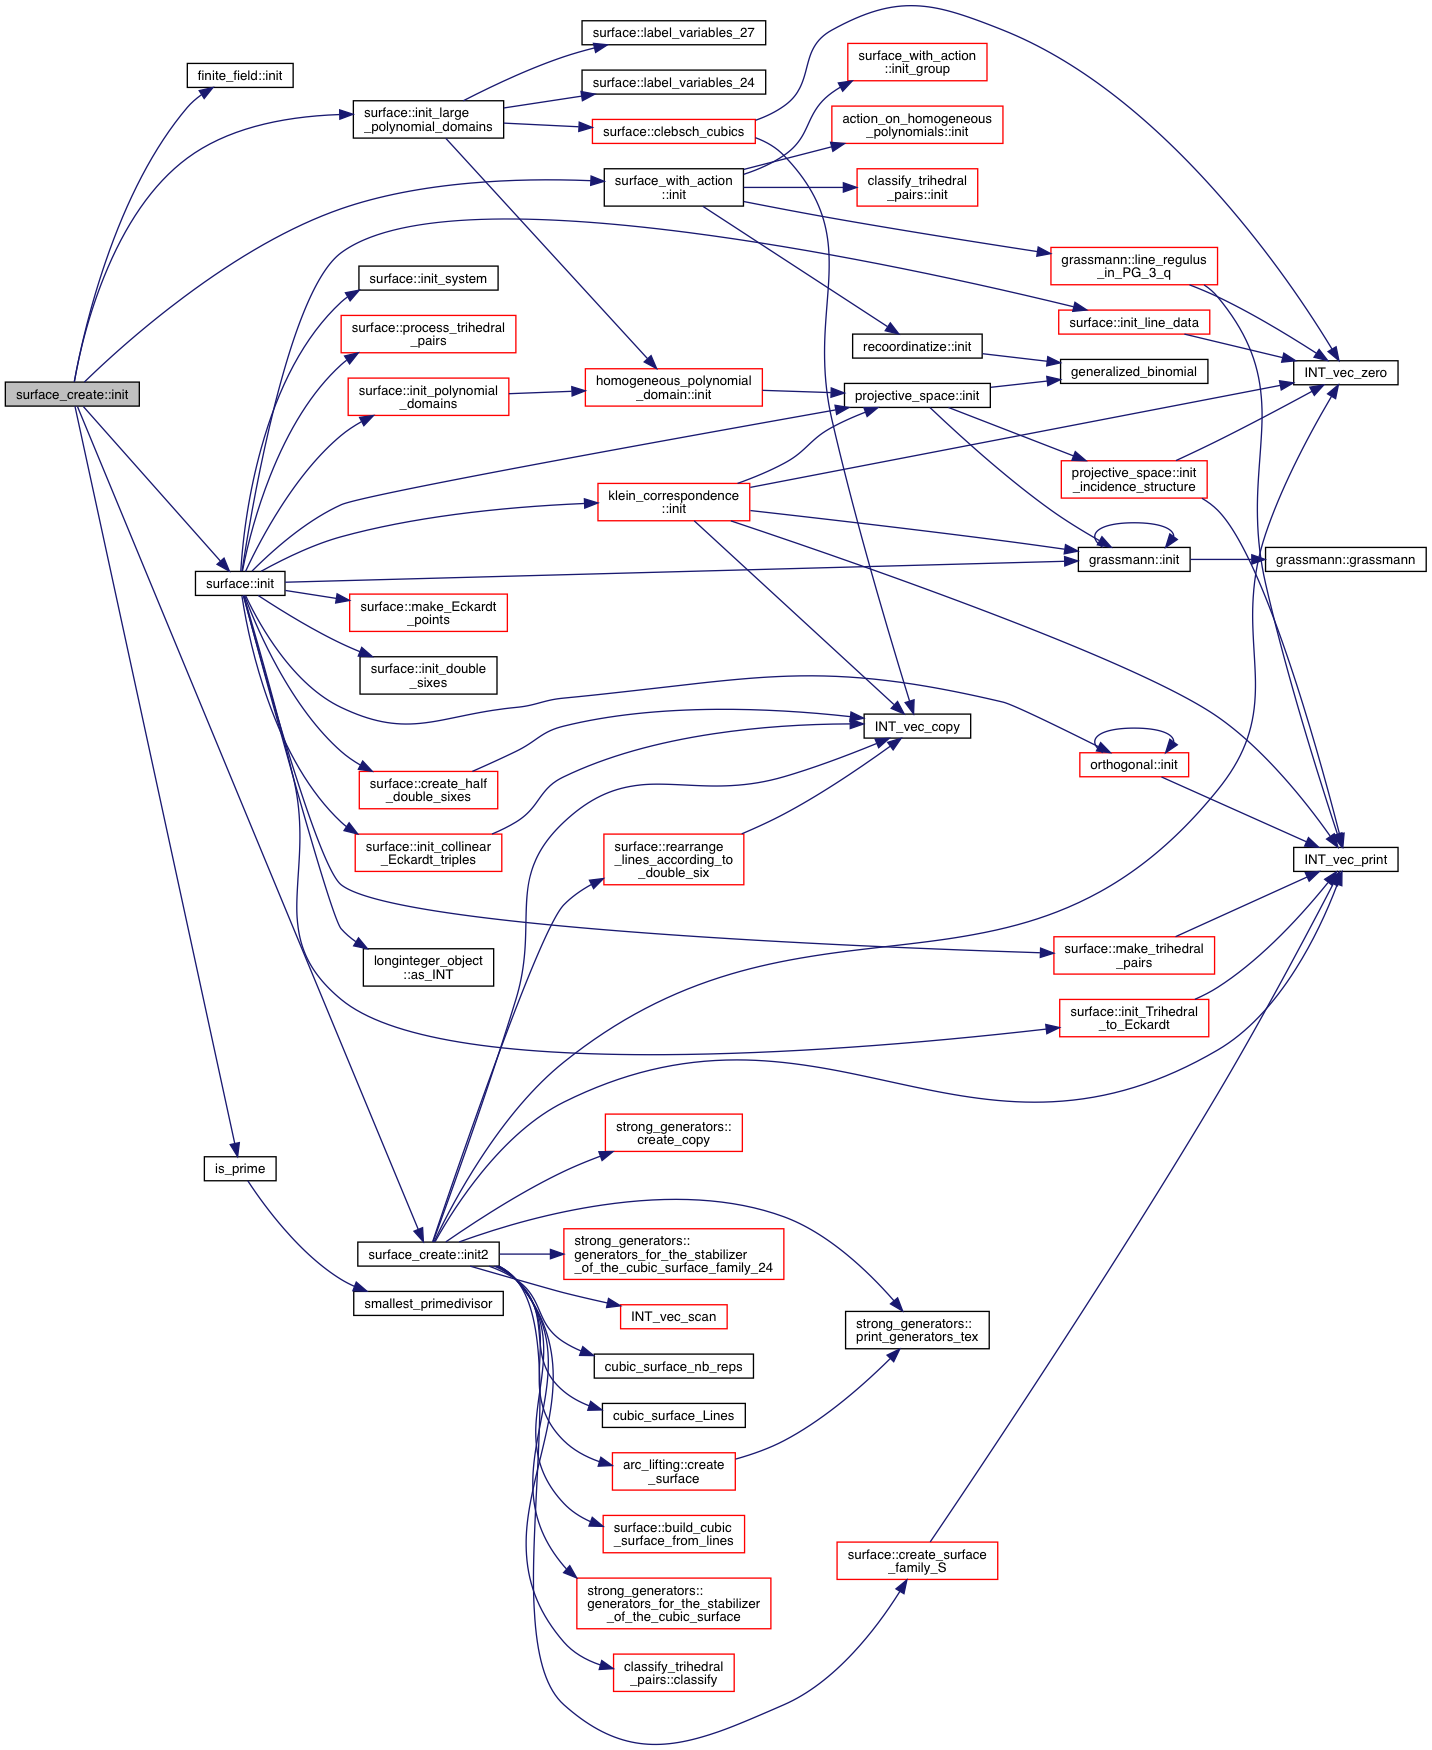 surface::label_variables_27
surface_with_action
::init_group
finite_field::init
surface::label_variables_24
surface::init_large
_polynomial_domains
action_on_homogeneous
_polynomials::init
surface::clebsch_cubics
surface_with_action
::init
classify_trihedral
_pairs::init
grassmann::line_regulus
_in_PG_3_q
surface::init_system
surface::init_line_data
surface::process_trihedral
_pairs
recoordinatize::init
generalized_binomial
INT_vec_zero
surface_create::init
surface::init_polynomial
_domains
homogeneous_polynomial
_domain::init
projective_space::init
projective_space::init
_incidence_structure
klein_correspondence
::init
grassmann::init
grassmann::grassmann
surface::init
surface::make_Eckardt
_points
surface::init_double
_sixes
INT_vec_copy
orthogonal::init
surface::create_half
_double_sixes
surface::init_collinear
_Eckardt_triples
surface::rearrange
_lines_according_to
_double_six
INT_vec_print
longinteger_object
::as_INT
surface::make_trihedral
_pairs
surface::init_Trihedral
_to_Eckardt
strong_generators::
create_copy
is_prime
surface_create::init2
strong_generators::
generators_for_the_stabilizer
_of_the_cubic_surface_family_24
smallest_primedivisor
INT_vec_scan
strong_generators::
print_generators_tex
cubic_surface_nb_reps
cubic_surface_Lines
arc_lifting::create
_surface
surface::build_cubic
_surface_from_lines
surface::create_surface
_family_S
strong_generators::
generators_for_the_stabilizer
_of_the_cubic_surface
classify_trihedral
_pairs::classify